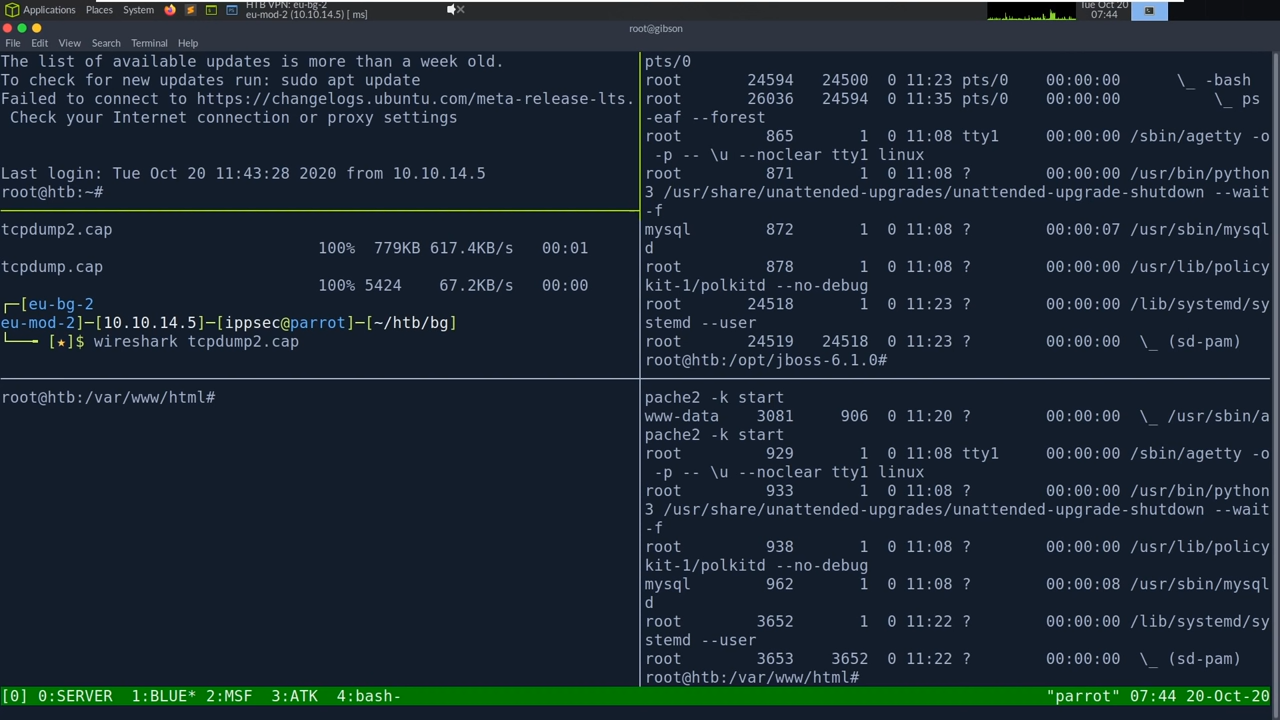 Applications Places System
HTB VPN: eu-bg-2
eu-mod-2 (10.10.14.5) [ ms]
Tue Oct 20
07:44
root@gibson
File Edit View Search Terminal Help
The list of available updates is more than a week old.
To check for new updates run: sudo apt update
Failed to connect to https://changelogs.ubuntu.com/meta-release-lts.
Check your Internet connection or proxy settings
Last login: Tue Oct 20 11:43:28 2020 from 10.10.14.5
root@htb:~#
tcpdump2.cap
100% 779KB 617.4KB/s 00:01
tcpdump.cap
100% 5424 67.2KB/s 00:00
┌─[eu-bg-2
eu-mod-2]─[10.10.14.5]─[ippsec@parrot]─[~/htb/bg]
└──╼ [★]$ wireshark tcpdump2.cap
root@htb:/var/www/html#
pts/0
root 24594 24500 0 11:23 pts/0 00:00:00 \_ -bash
root 26036 24594 0 11:35 pts/0 00:00:00 \_ ps
-eaf --forest
root 865 1 0 11:08 tty1 00:00:00 /sbin/agetty -o
-p -- \u --noclear tty1 linux
root 871 1 0 11:08 ? 00:00:00 /usr/bin/python
3 /usr/share/unattended-upgrades/unattended-upgrade-shutdown --wait
-f
mysql 872 1 0 11:08 ? 00:00:07 /usr/sbin/mysql
d
root 878 1 0 11:08 ? 00:00:00 /usr/lib/policy
kit-1/polkitd --no-debug
root 24518 1 0 11:23 ? 00:00:00 /lib/systemd/sy
stemd --user
root 24519 24518 0 11:23 ? 00:00:00 \_ (sd-pam)
root@htb:/opt/jboss-6.1.0#
pache2 -k start
www-data 3081 906 0 11:20 ? 00:00:00 \_ /usr/sbin/a
pache2 -k start
root 929 1 0 11:08 tty1 00:00:00 /sbin/agetty -o
-p -- \u --noclear tty1 linux
root 933 1 0 11:08 ? 00:00:00 /usr/bin/python
3 /usr/share/unattended-upgrades/unattended-upgrade-shutdown --wait
-f
root 938 1 0 11:08 ? 00:00:00 /usr/lib/policy
kit-1/polkitd --no-debug
mysql 962 1 0 11:08 ? 00:00:08 /usr/sbin/mysql
d
root 3652 1 0 11:22 ? 00:00:00 /lib/systemd/sy
stemd --user
root 3653 3652 0 11:22 ? 00:00:00 \_ (sd-pam)
root@htb:/var/www/html#
[0] 0:SERVER 1:BLUE* 2:MSF 3:ATK 4:bash- "parrot" 07:44 20-Oct-20